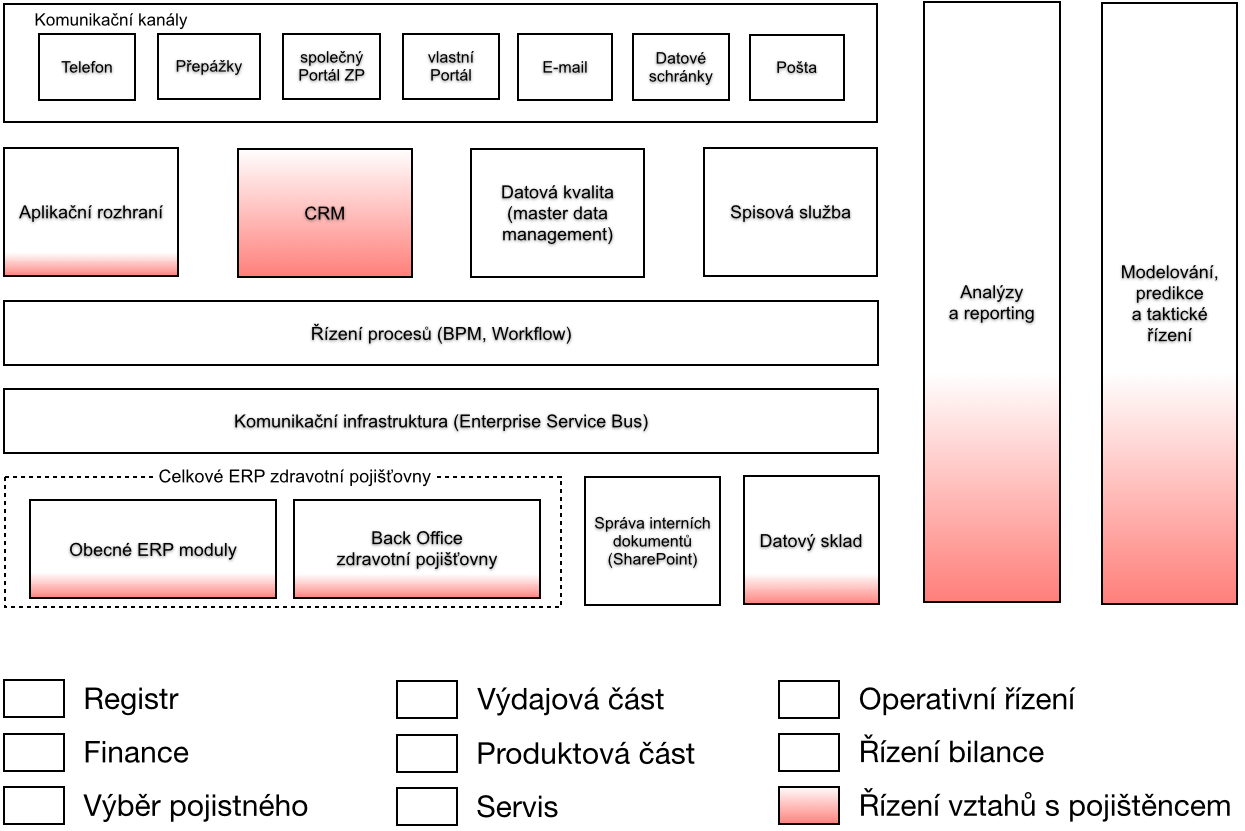 Komunikační kanály
Telefon
Přepážky
společný
Portál ZP
vlastní
Portál
E-mail
Datové
schránky
Pošta
Aplikační rozhraní
CRM
Datová kvalita
(master data
management)
Spisová služba
Analýzy
a reporting
Modelování,
predikce
a taktické
řízení
Řízení procesů (BPM, Workflow)
Komunikační infrastruktura (Enterprise Service Bus)
Celkové ERP zdravotní pojišťovny
Obecné ERP moduly
Back Office
zdravotní pojišťovny
Správa interních
dokumentů
(SharePoint)
Datový sklad
Registr
Finance
Výběr pojistného
Výdajová část
Produktová část
Servis
Operativní řízení
Řízení bilance
Řízení vztahů s pojištěncem